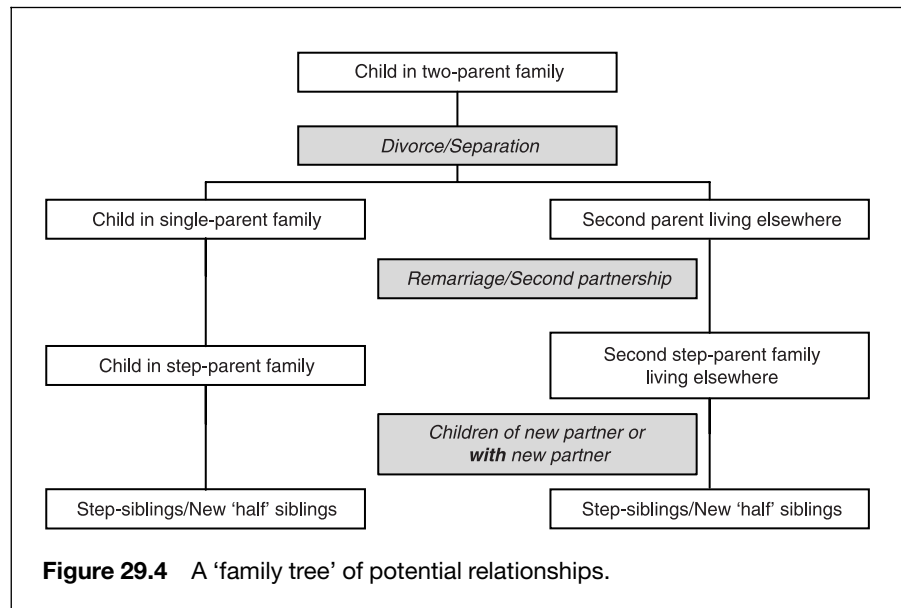 Child in two-parent family
Divorce/Separation
Child in single-parent family
Second parent living elsewhere
Remarriage/Second partnership
Child in step-parent family
Second step-parent family
living elsewhere
Children of new partner or
with new partner
Step-siblings/New ‘half’ siblings
Step-siblings/New ‘half’ siblings
Figure 29.4 A ‘family tree’ of potential relationships.